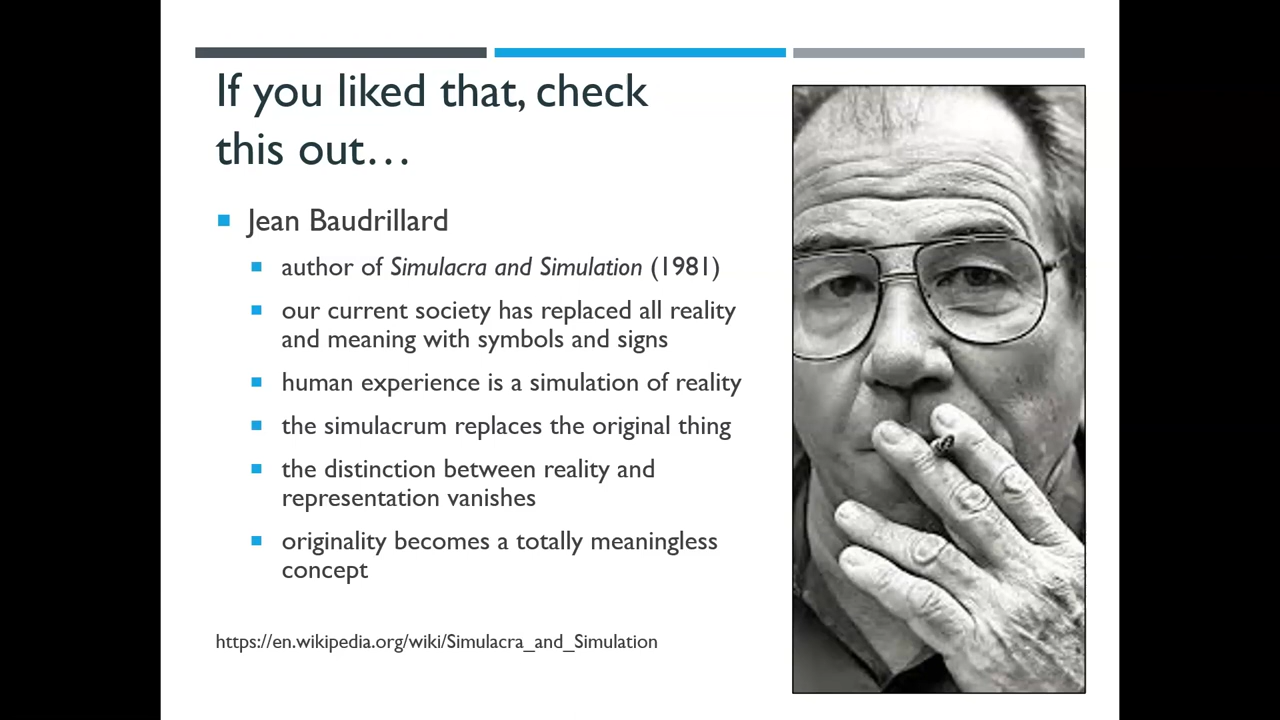 If you liked that, check
this out…
Jean Baudrillard
author of Simulacra and Simulation (1981)
our current society has replaced all reality
and meaning with symbols and signs
human experience is a simulation of reality
the simulacrum replaces the original thing
the distinction between reality and
representation vanishes
originality becomes a totally meaningless
concept
https://en.wikipedia.org/wiki/Simulacra_and_Simulation